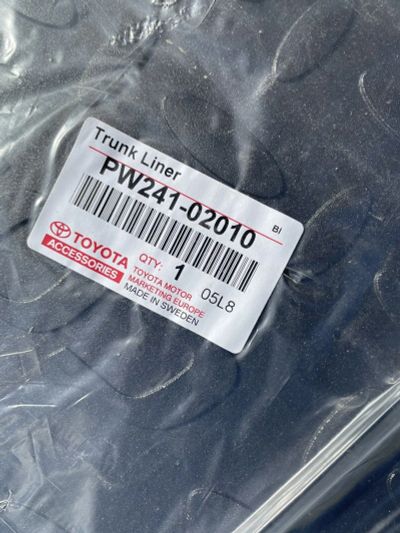 Trunk Liner
BI
PW241-02010
TOYOTA
ACCESSORIES
QTY: 1
05L8
TOYOTA MOTOR
MARKETING EUROPE
MADE IN SWEDEN